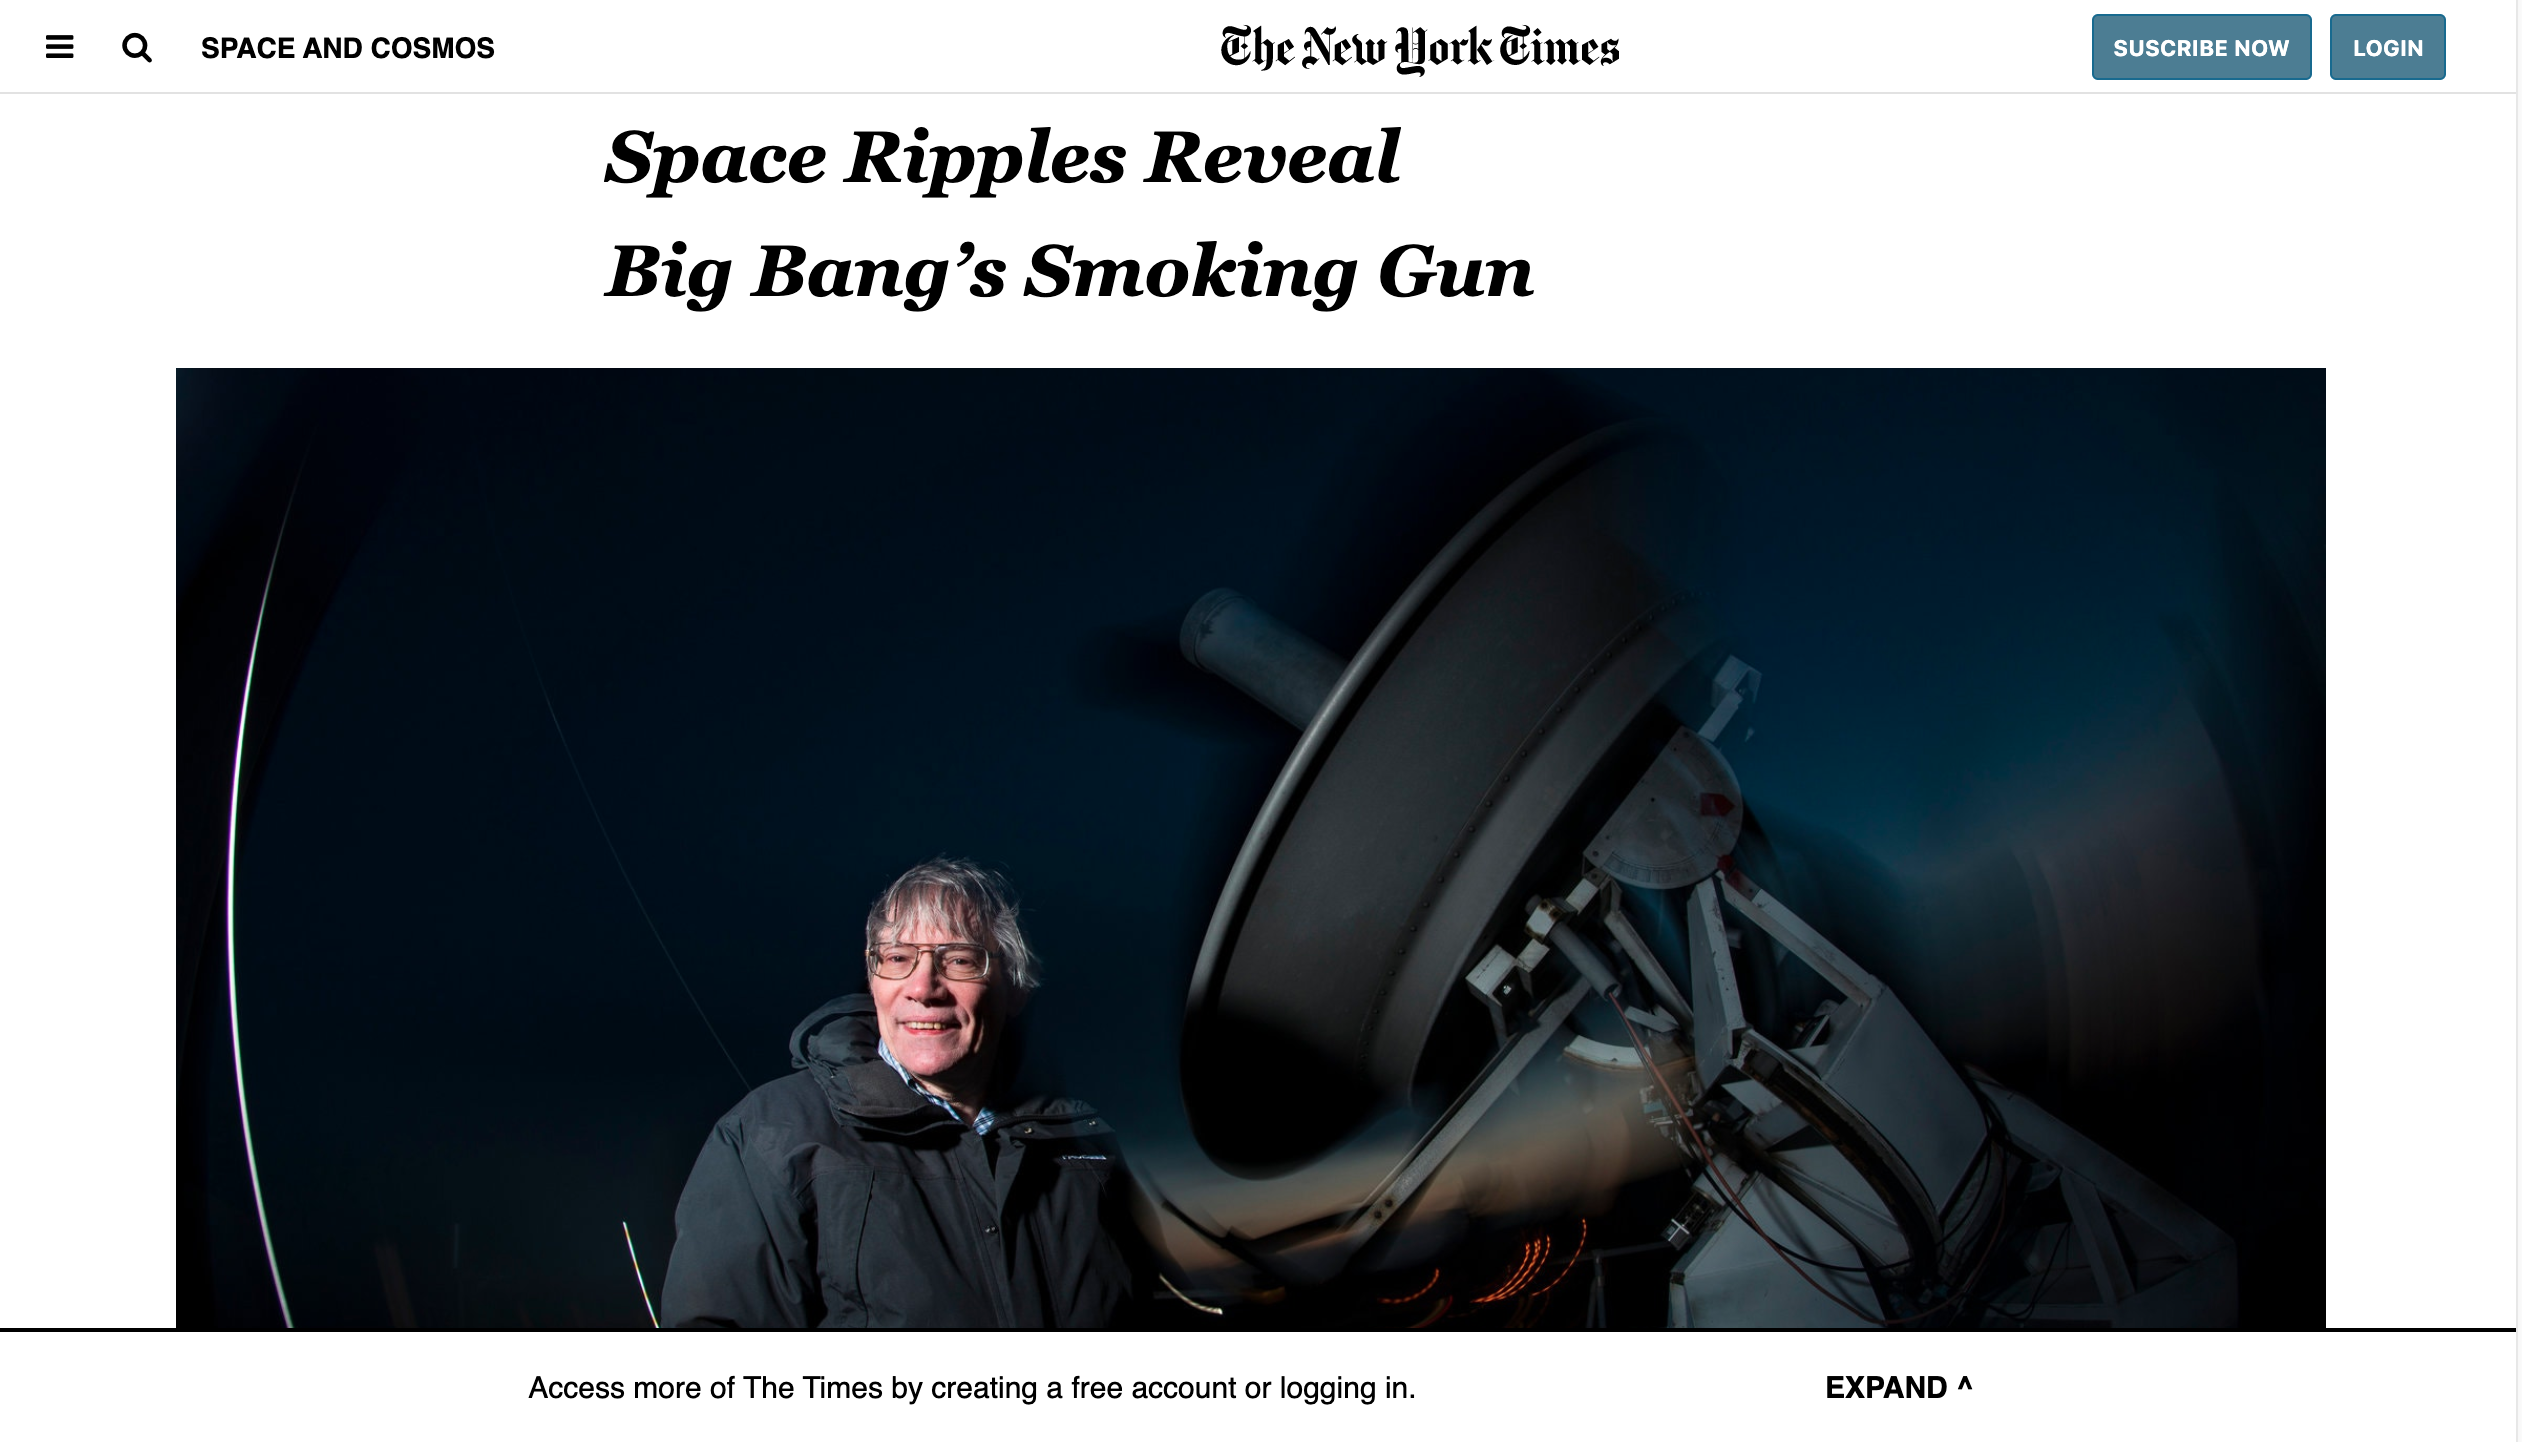 SPACE AND COSMOS
The New York Times
SUSCRIBE NOW
LOGIN
Space Ripples Reveal
Big Bang’s Smoking Gun
Access more of The Times by creating a free account or logging in.
EXPAND ^